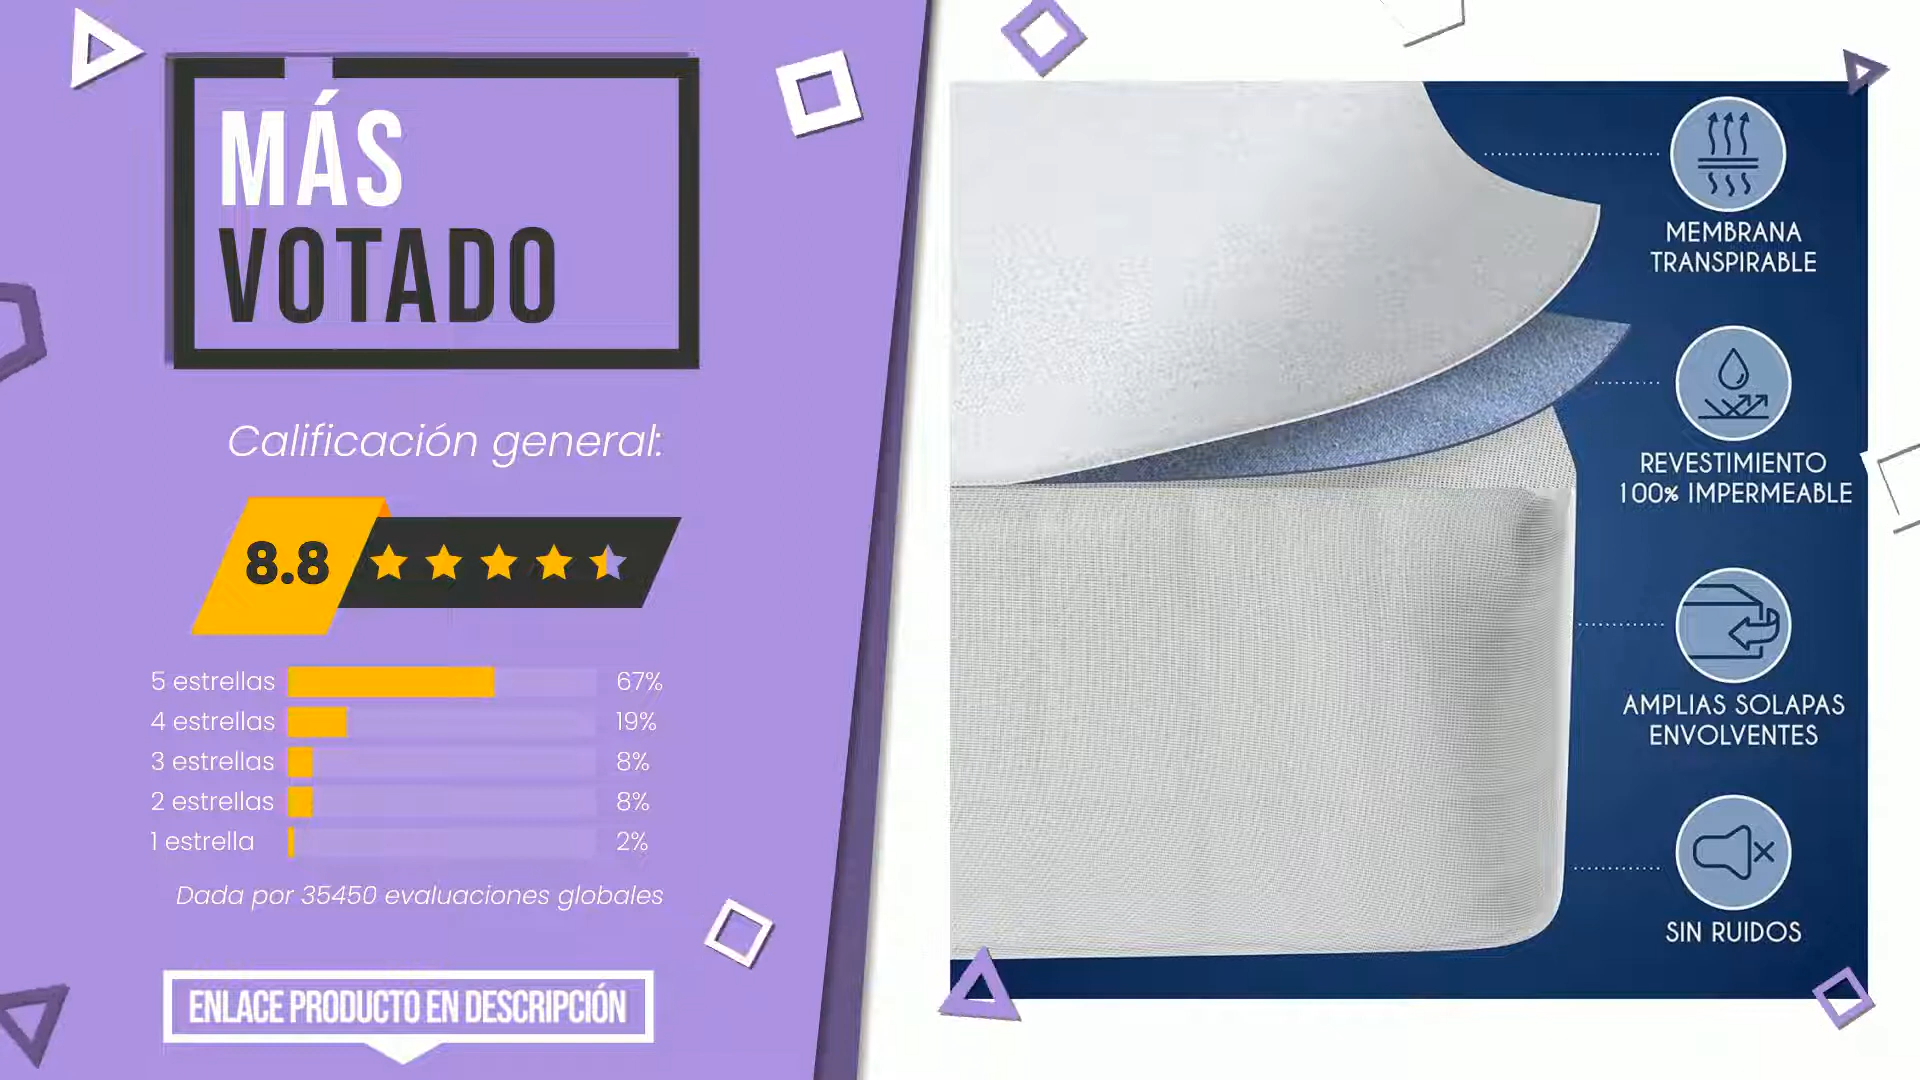 MÁS
VOTADO
Calificación general:
8.8
5 estrellas 67%
4 estrellas 19%
3 estrellas 8%
2 estrellas 8%
1 estrella 2%
Dada por 35450 evaluaciones globales
ENLACE PRODUCTO EN DESCRIPCIÓN
MEMBRANA
TRANSPIRABLE
REVESTIMIENTO
100% IMPERMEABLE
AMPLIAS SOLAPAS
ENVOLVENTES
SIN RUIDOS